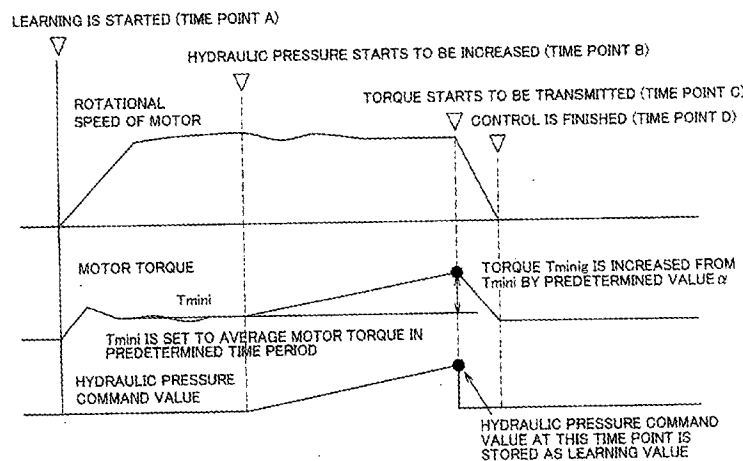 LEARNING IS STARTED (TIME POINT A)
HYDRAULIC PRESSURE STARTS TO BE INCREASED (TIME POINT B)
TORQUE STARTS TO BE TRANSMITTED (TIME POINT C)
CONTROL IS FINISHED (TIME POINT D)
ROTATIONAL
SPEED OF MOTOR
MOTOR TORQUE
Tmini
TORQUE Tminig IS INCREASED FROM
Tmini BY PREDETERMINED VALUE α
Tmini IS SET TO AVERAGE MOTOR TORQUE IN
PREDETERMINED TIME PERIOD
HYDRAULIC PRESSURE
COMMAND VALUE
HYDRAULIC PRESSURE COMMAND
VALUE AT THIS TIME POINT IS
STORED AS LEARNING VALUE